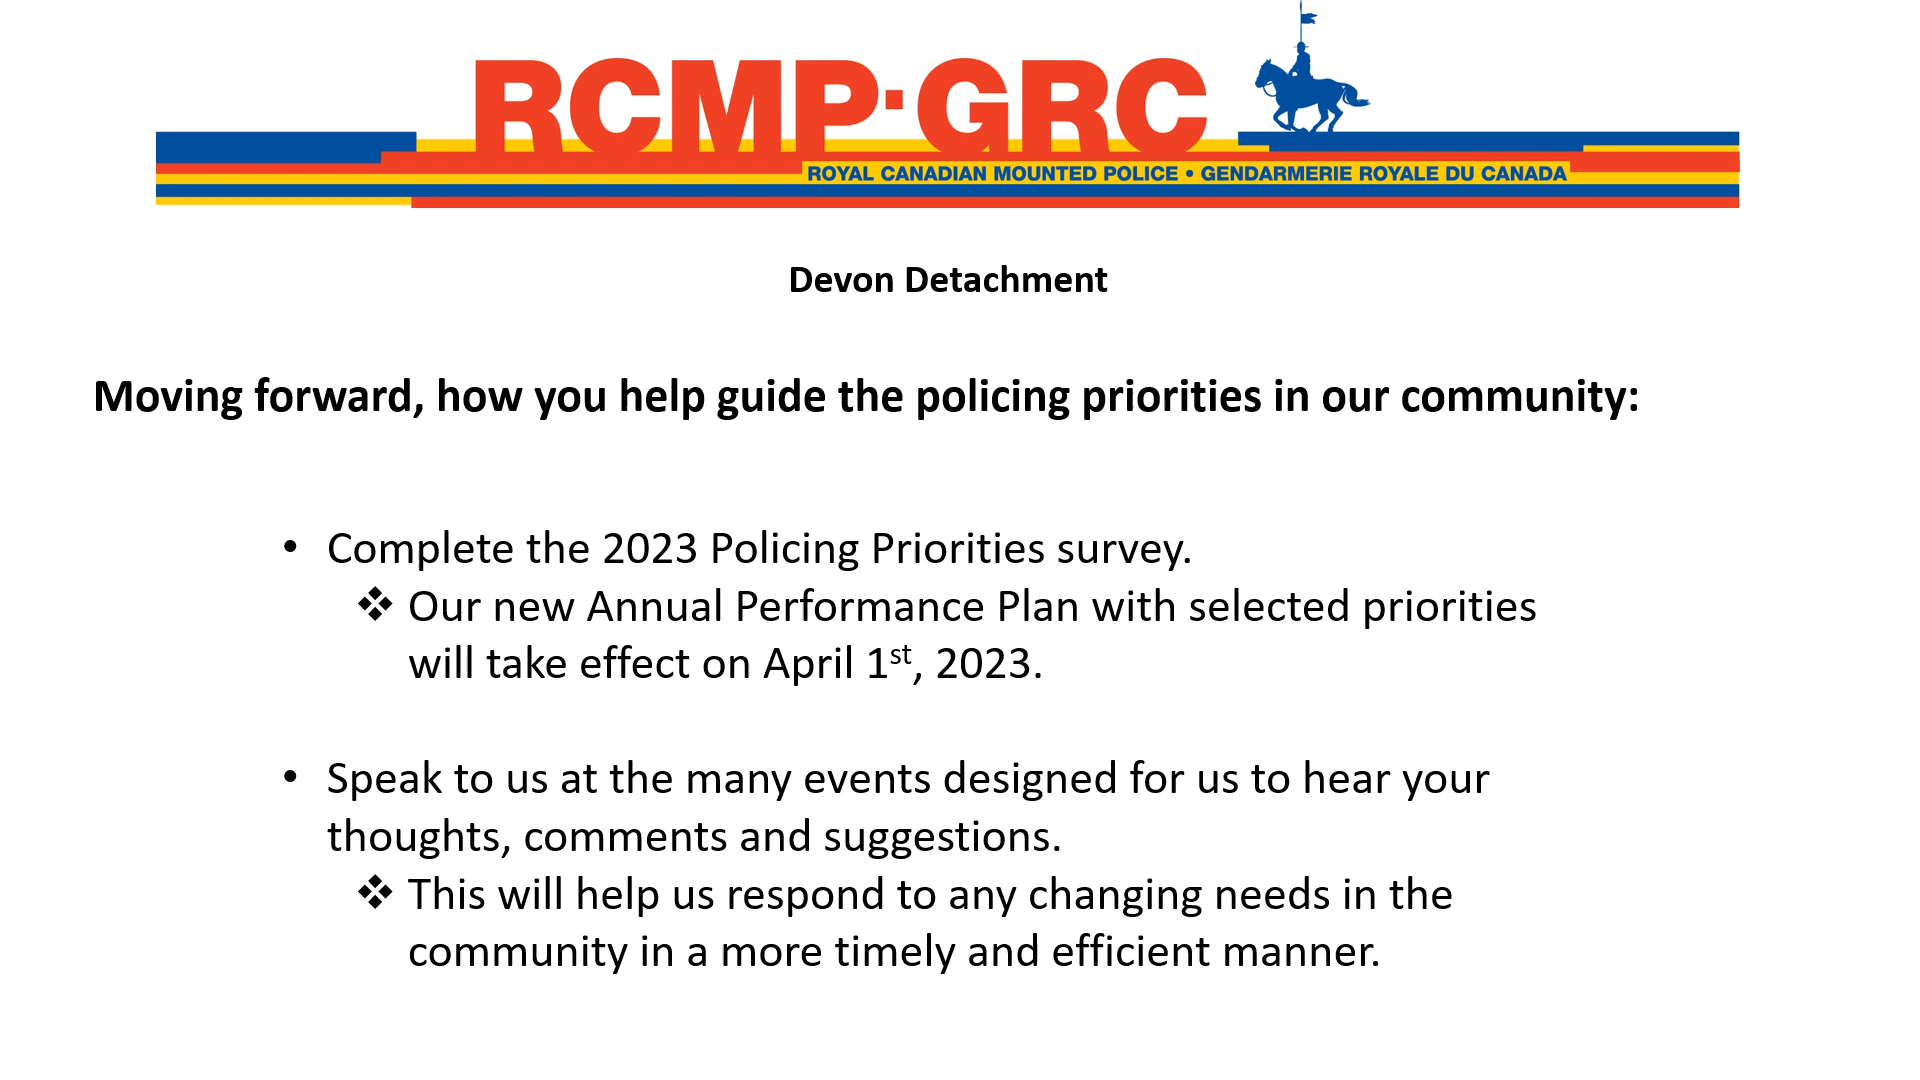 RCMP·GRC
ROYAL CANADIAN MOUNTED POLICE • GENDARMERIE ROYALE DU CANADA
Devon Detachment
Moving forward, how you help guide the policing priorities in our community:
• Complete the 2023 Policing Priorities survey.
❖ Our new Annual Performance Plan with selected priorities
will take effect on April 1st, 2023.
• Speak to us at the many events designed for us to hear your
thoughts, comments and suggestions.
❖ This will help us respond to any changing needs in the
community in a more timely and efficient manner.